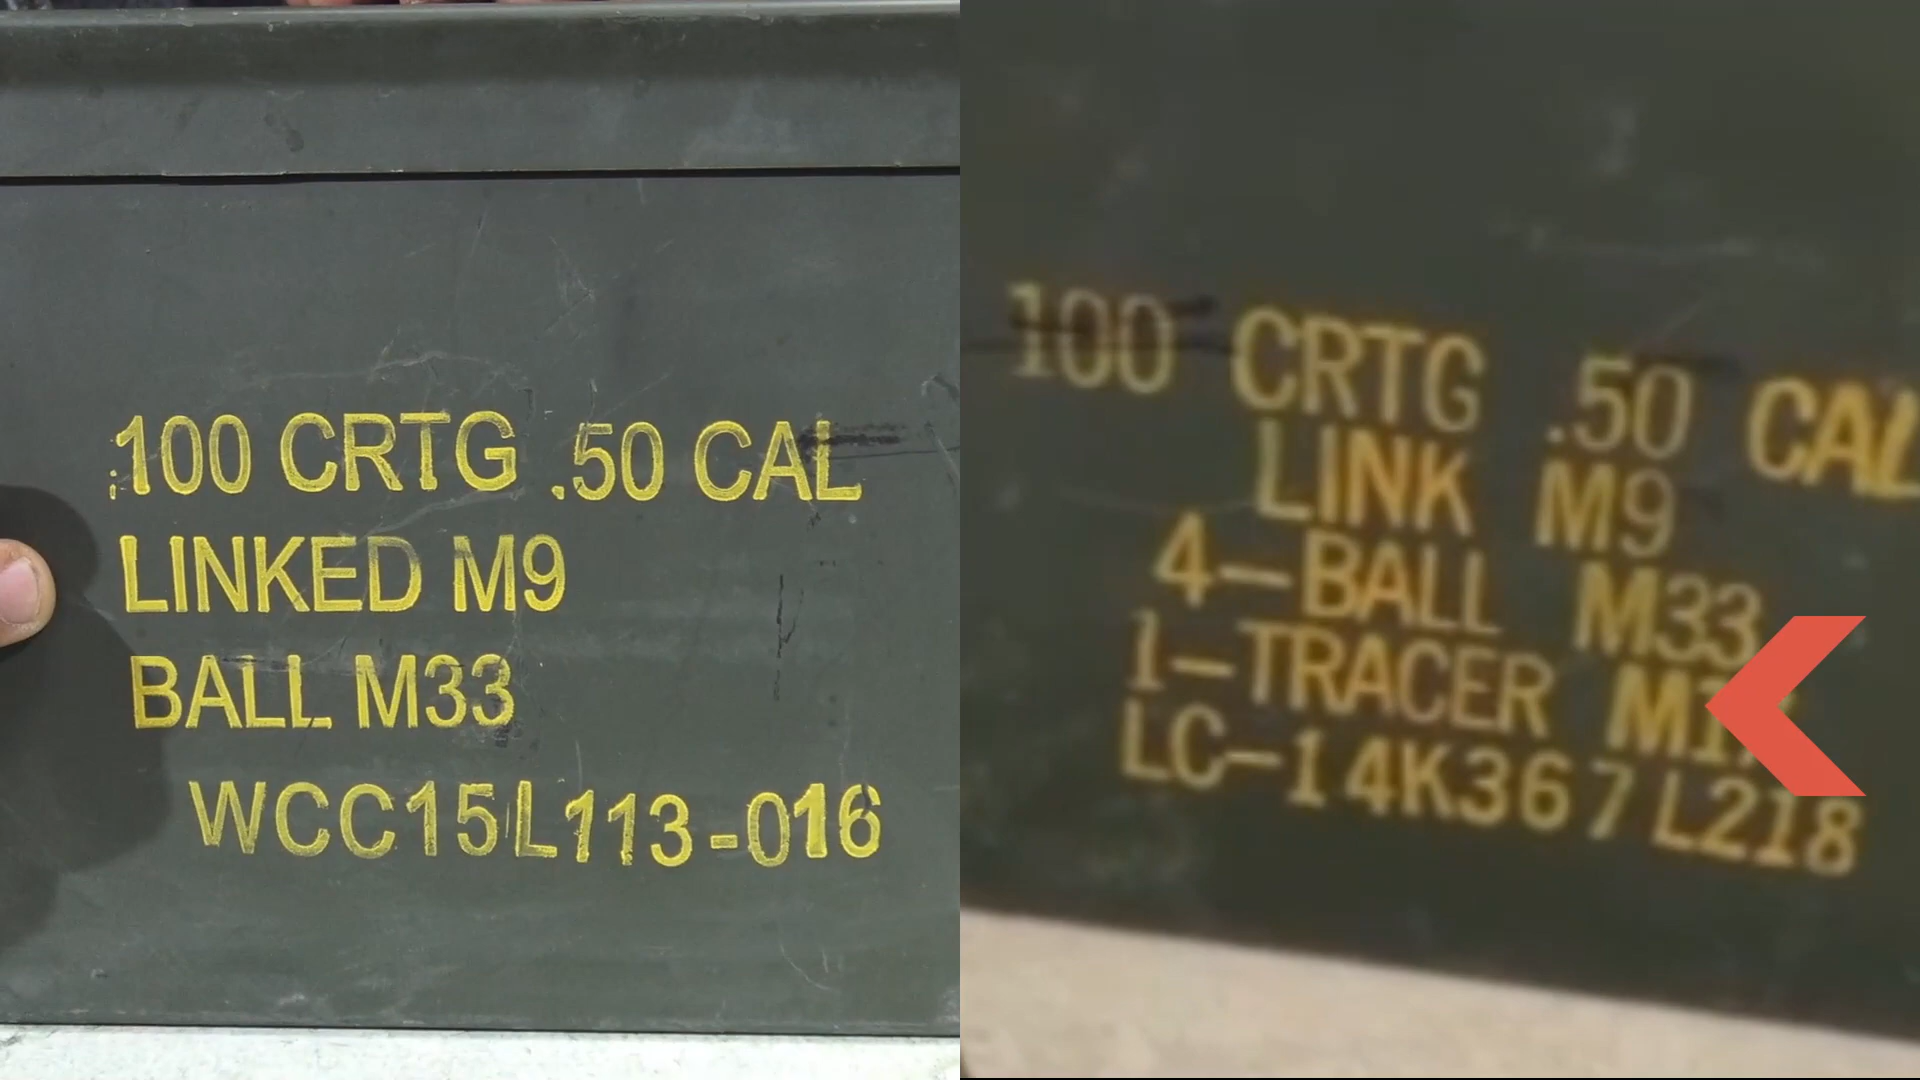 100 CRTG .50 CAL
LINKED M9
BALL M33
WCC15L113-016
100 CRTG .50 CAL
LINK M9
4-BALL M33
1-TRACER
LC-14K367L218